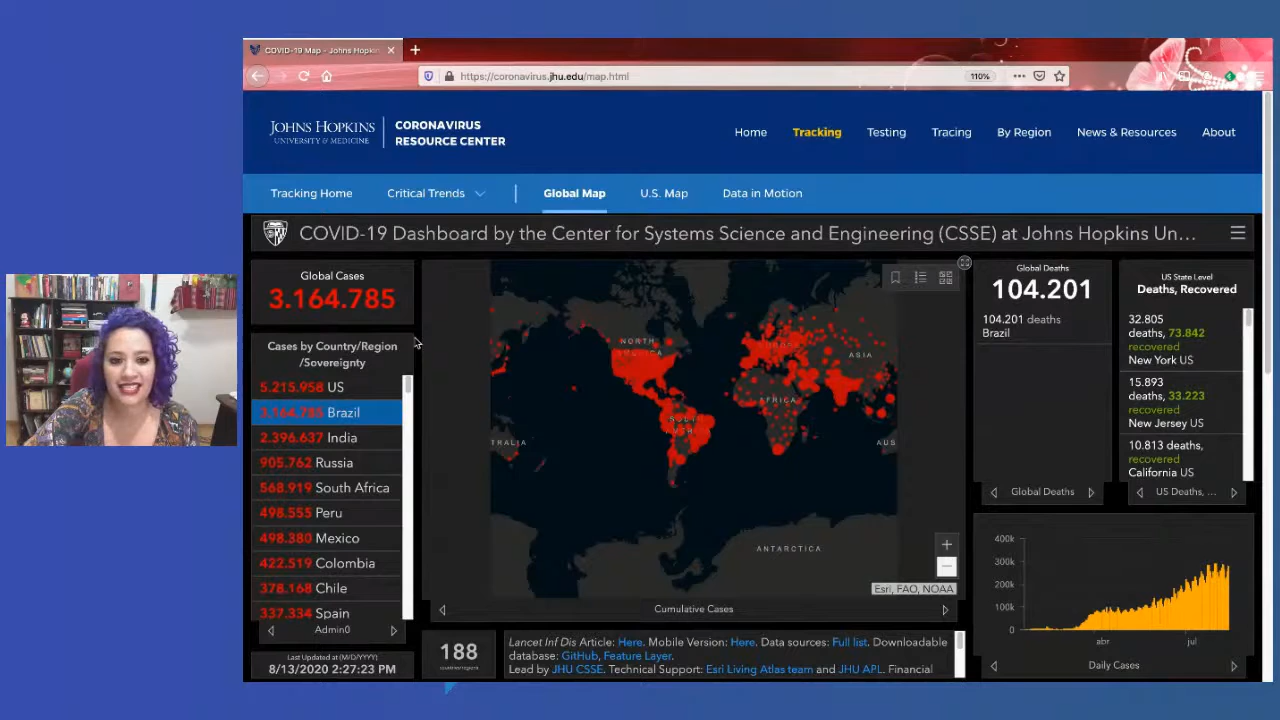 COVID-19 Map - Johns Hopki
https://coronavirus.jhu.edu/map.html
110%
JOHNS HOPKINS
UNIVERSITY & MEDICINE
CORONAVIRUS
RESOURCE CENTER
Home
Tracking
Testing
Tracing
By Region
News & Resources
About
Tracking Home
Critical Trends
Global Map
U.S. Map
Data in Motion
COVID-19 Dashboard by the Center for Systems Science and Engineering (CSSE) at Johns Hopkins Un...
Global Cases
3.164.785
Cases by Country/Region
/Sovereignty
5.215.958 US
3.164.785 Brazil
2.396.637 India
905.762 Russia
568.919 South Africa
498.555 Peru
498.380 Mexico
422.519 Colombia
378.168 Chile
337.334 Spain
Admin0
Last Updated at (M/D/YYYY)
8/13/2020 2:27:23 PM
NORTH
AMERICA
ASIA
AFRICA
SOUTH
TRALIA
AUS
ANTARCTICA
Esri, FAO, NOAA
Cumulative Cases
188
Lancet Inf Dis Article: Here. Mobile Version: Here. Data sources: Full list. Downloadable
database: GitHub, Feature Layer.
Lead by JHU CSSE. Technical Support: Esri Living Atlas team and JHU APL. Financial
Global Deaths
104.201
104.201 deaths
Brazil
Global Deaths
US State Level
Deaths, Recovered
32.805
deaths, 73.842
recovered
New York US
15.893
deaths, 33.223
recovered
New Jersey US
10.813 deaths,
recovered
California US
US Deaths, ...
400k
300k
200k
100k
0
abr
jul
Daily Cases